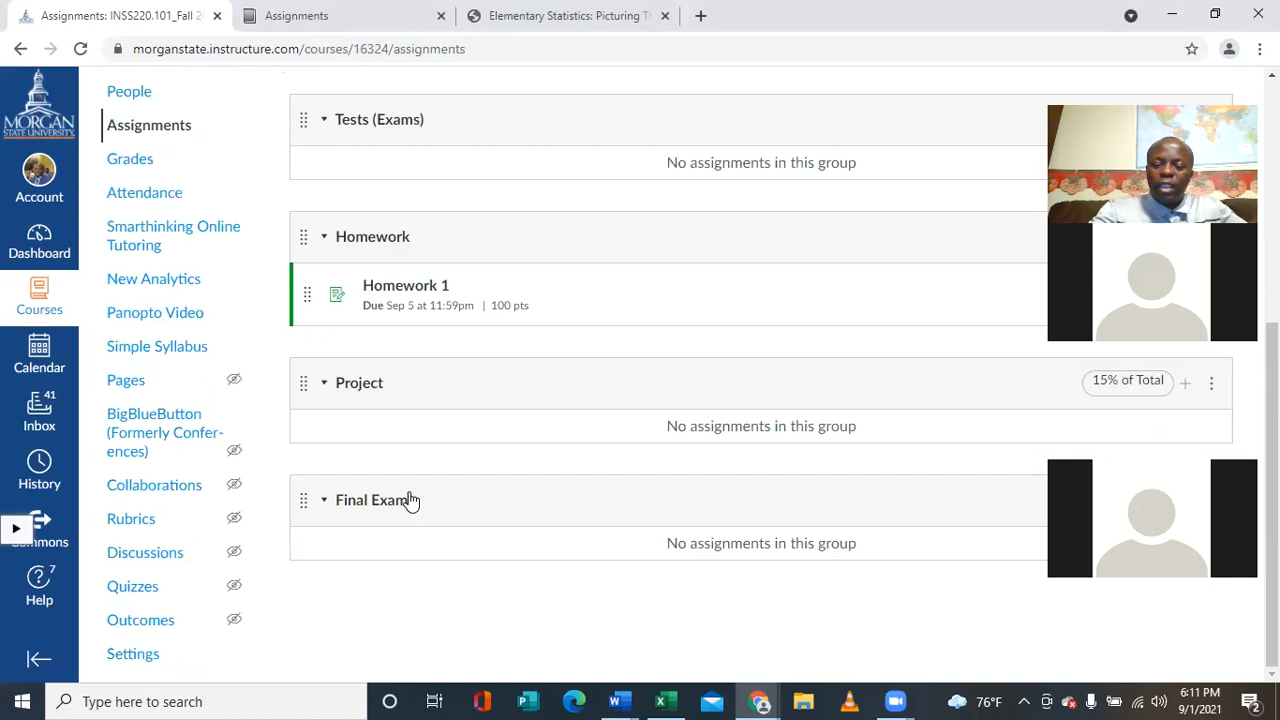 Assignments: INSS220.101_Fall 2
Assignments
Elementary Statistics: Picturing T
morganstate.instructure.com/courses/16324/assignments
MORGAN
STATE UNIVERSITY
Account
Dashboard
Courses
Calendar
41
Inbox
History
Commons
7
Help
People
Assignments
Grades
Attendance
Smarthinking Online
Tutoring
New Analytics
Panopto Video
Simple Syllabus
Pages
BigBlueButton
(Formerly Confer-
ences)
Collaborations
Rubrics
Discussions
Quizzes
Outcomes
Settings
Tests (Exams)
No assignments in this group
Homework
Homework 1
Due Sep 5 at 11:59pm | 100 pts
Project
15% of Total
No assignments in this group
Final Exam
No assignments in this group
Type here to search
76°F
6:11 PM
9/1/2021
2